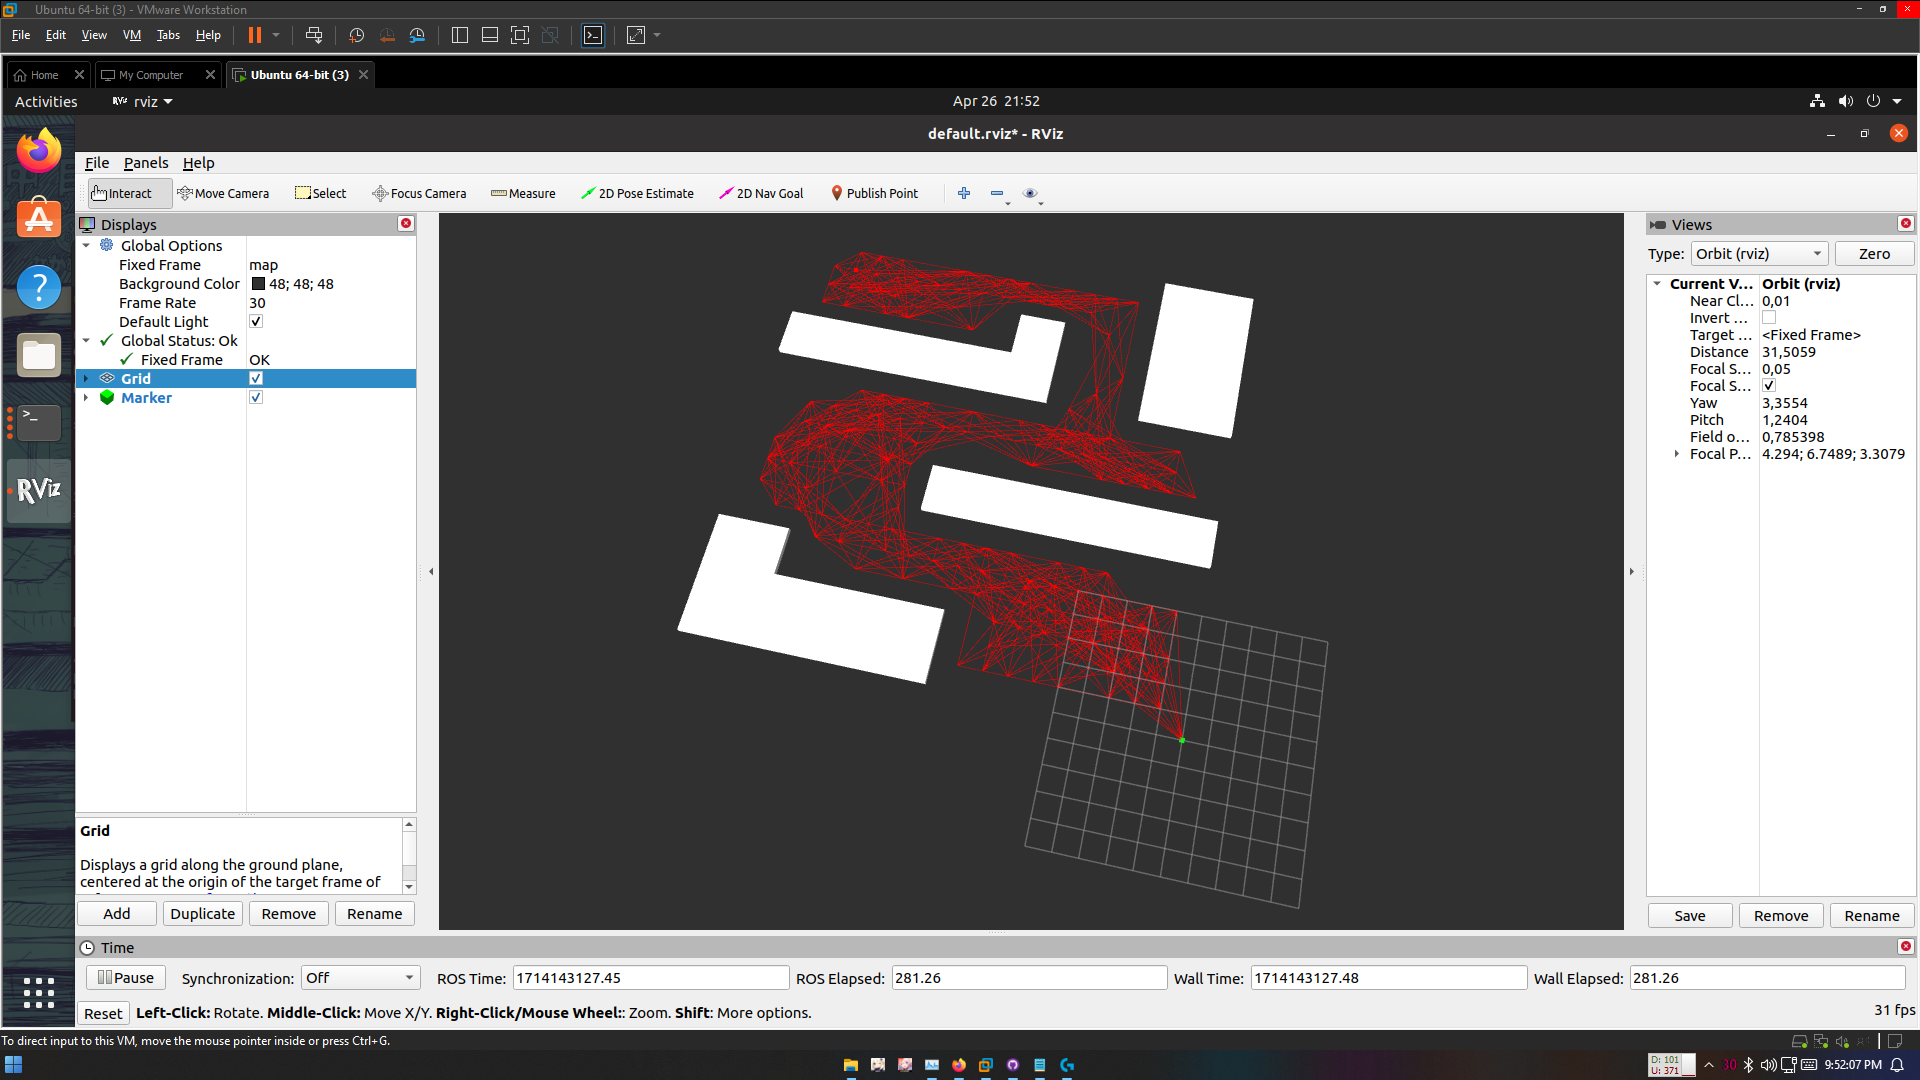 Ubuntu 64-bit (3) - VMware Workstation
File Edit View VM Tabs Help
Home My Computer Ubuntu 64-bit (3)
Activities RViz rviz Apr 26 21:52
default.rviz* - RViz
File Panels Help
Interact Move Camera Select Focus Camera Measure 2D Pose Estimate 2D Nav Goal Publish Point
Displays
Global Options
Fixed Frame map
Background Color 48; 48; 48
Frame Rate 30
Default Light
Global Status: Ok
Fixed Frame OK
Grid
Marker
RViz
Grid
Displays a grid along the ground plane,
centered at the origin of the target frame of
Add Duplicate Remove Rename
Views
Type: Orbit (rviz) Zero
Current V... Orbit (rviz)
Near Cl... 0,01
Invert ...
Target ... <Fixed Frame>
Distance 31,5059
Focal S... 0,05
Focal S...
Yaw 3,3554
Pitch 1,2404
Field o... 0,785398
Focal P... 4.294; 6.7489; 3.3079
Save Remove Rename
Time
Pause Synchronization: Off ROS Time: 1714143127.45 ROS Elapsed: 281.26 Wall Time: 1714143127.48 Wall Elapsed: 281.26
Reset Left-Click: Rotate. Middle-Click: Move X/Y. Right-Click/Mouse Wheel:: Zoom. Shift: More options. 31 fps
To direct input to this VM, move the mouse pointer inside or press Ctrl+G.
D: 101
U: 371
30
9:52:07 PM